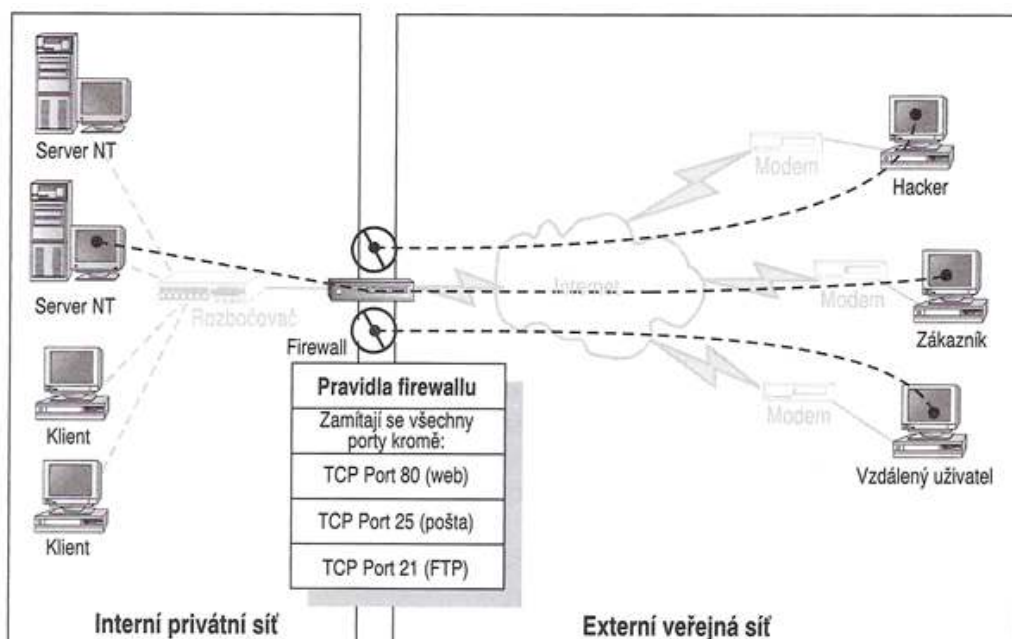 Server NT
Server NT
Rozbočovač
Klient
Klient
Firewall
Pravidla firewallu
Zamítají se všechny
porty kromě:
TCP Port 80 (web)
TCP Port 25 (pošta)
TCP Port 21 (FTP)
Interní privátní síť
Internet
Modem
Hacker
Modem
Zákazník
Modem
Vzdálený uživatel
Externí veřejná síť